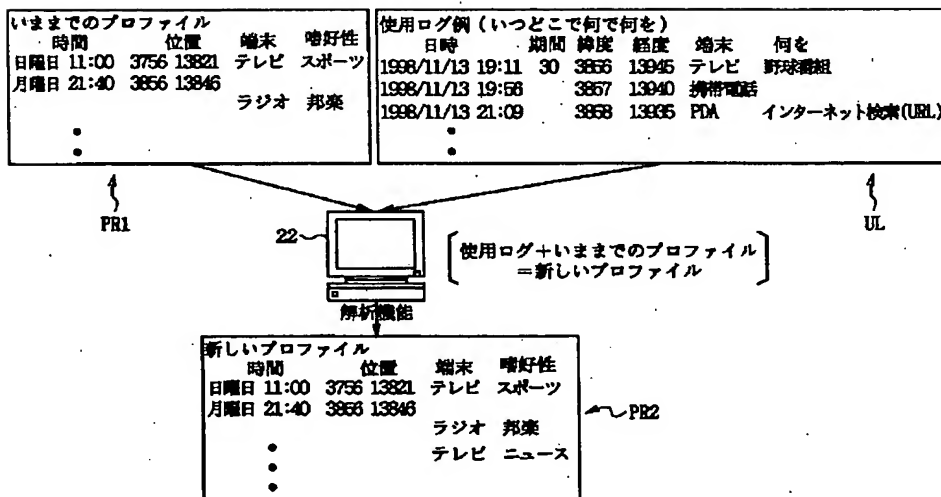 いままでのプロファイル
時間 位置 端末 嗜好性
日曜日 11:00 3756 13821 テレビ スポーツ
月曜日 21:40 3856 13846
ラジオ 邦楽
PR1
使用ログ例(いつどこで何で何を)
日時 期間 緯度 経度 端末 何を
1998/11/13 19:11 30 3856 13945 テレビ 野球番組
1998/11/13 19:56 3857 13940 携帯電話
1998/11/13 21:09 3858 13935 PDA インターネット検索(URL)
UL
22
使用ログ+いままでのプロファイル
=新しいプロファイル
解析機能
新しいプロファイル
時間 位置 端末 嗜好性
日曜日 11:00 3756 13821 テレビ スポーツ
月曜日 21:40 3856 13846
ラジオ 邦楽
テレビ ニュース
PR2